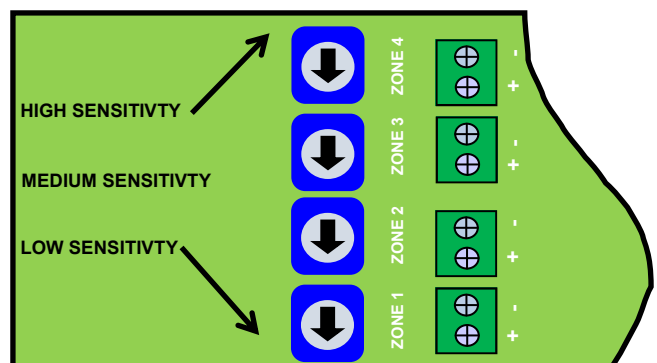 HIGH SENSITIVTY
MEDIUM SENSITIVTY
LOW SENSITIVTY
ZONE 4
-
+
ZONE 3
-
+
ZONE 2
-
+
ZONE 1
-
+